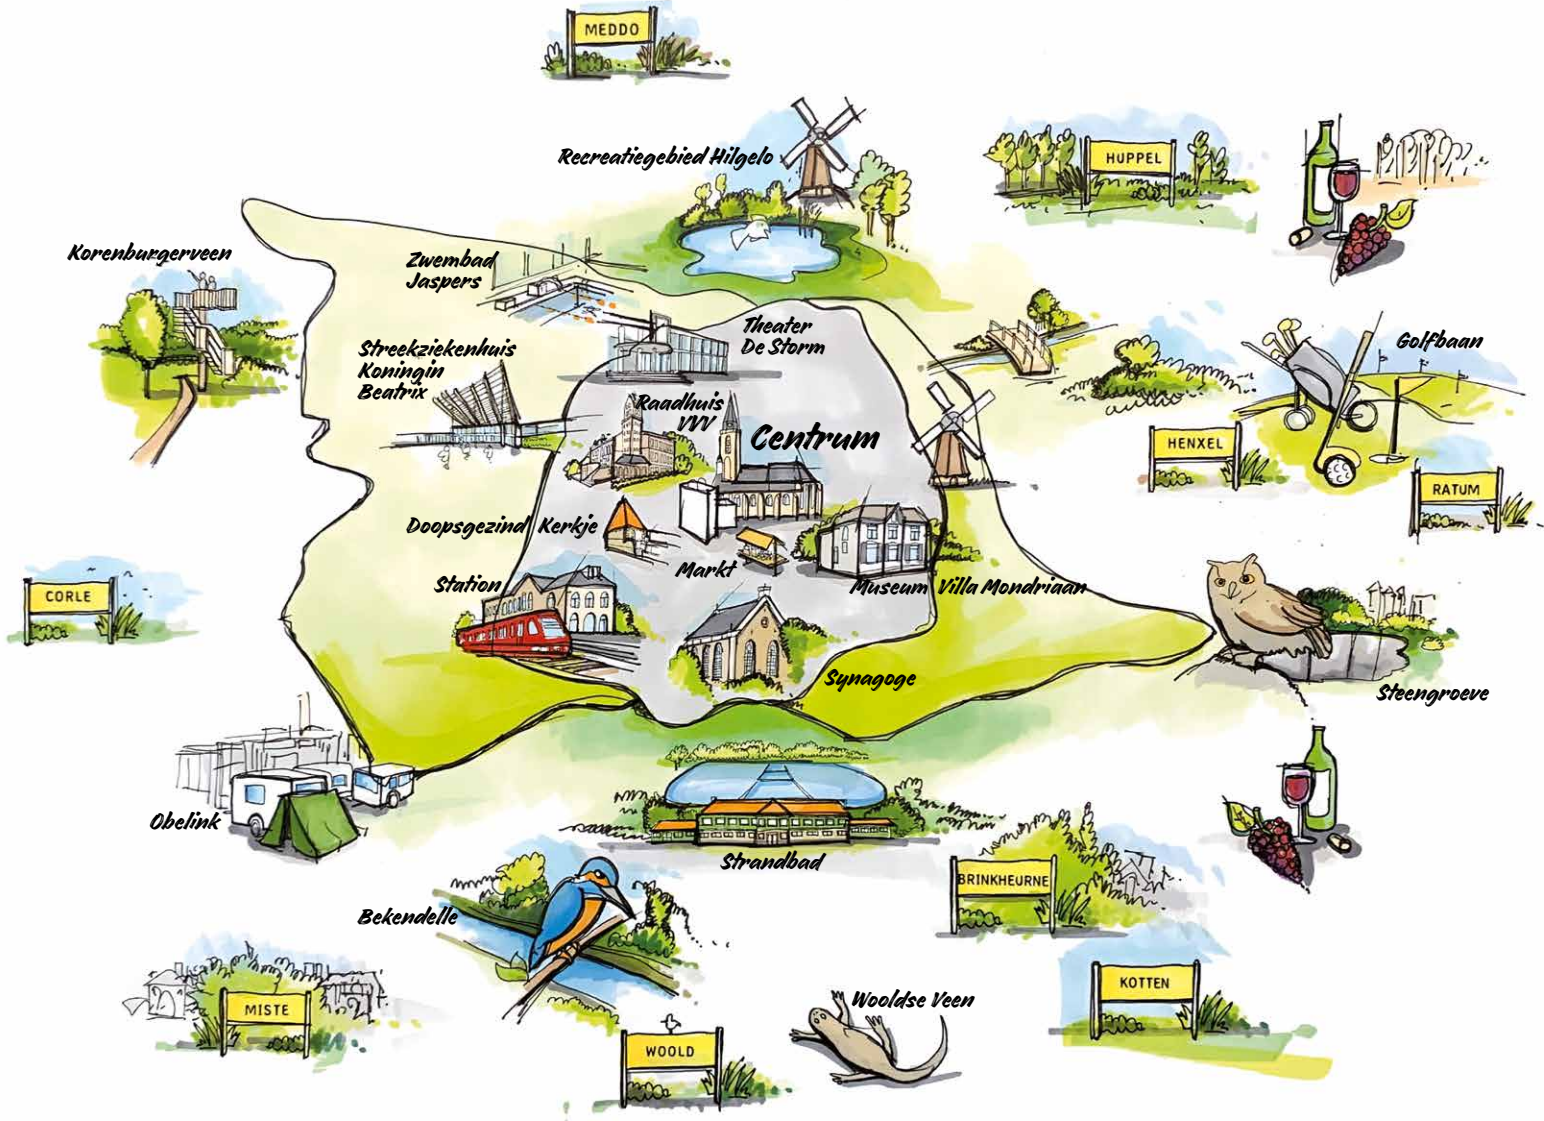 MEDDO
Recreatiegebied Hilgelo
HUPPEL
Korenburgerveen
Zwembad
Jaspers
Theater
De Storm
Golfbaan
Streekziekenhuis
Koningin
Beatrix
Raadhuis
VVV
Centrum
HENXEL
RATUM
Doopsgezind Kerkje
Markt
Station
Museum Villa Mondriaan
CORLE
Synagoge
Steengroeve
Obelink
Strandbad
BRINKHEURNE
Bekendelle
KOTTEN
MISTE
Wooldse Veen
WOOLD